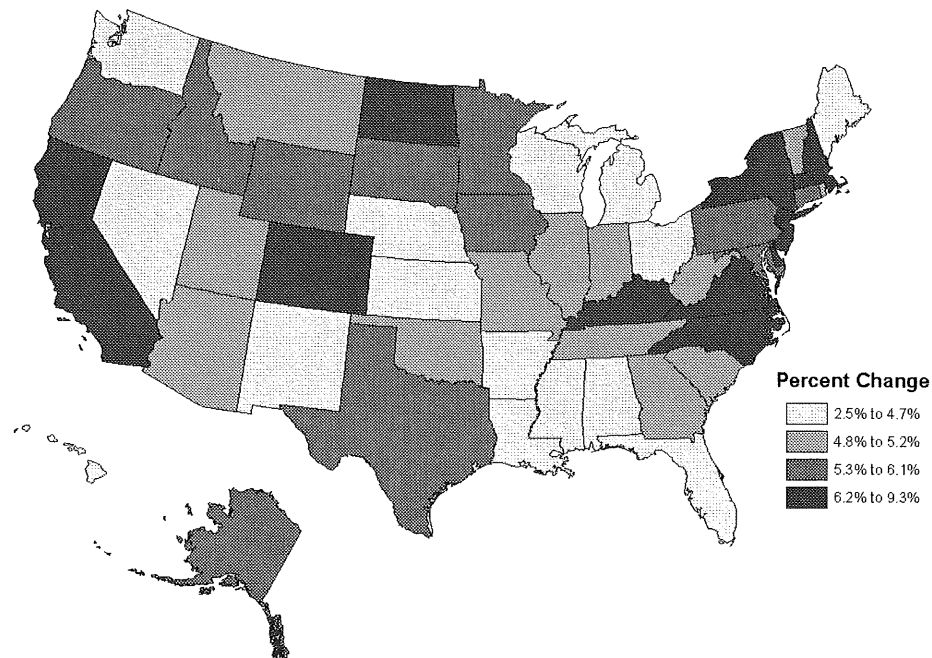 Percent Change
2.5% to 4.7%
4.8% to 5.2%
5.3% to 6.1%
6.2% to 9.3%